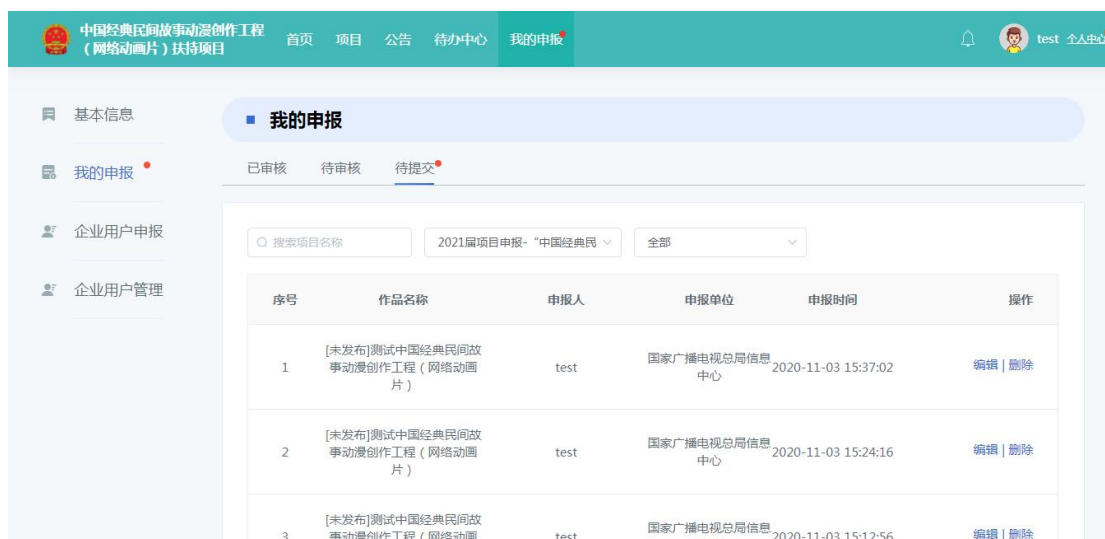 中国经典民间故事动漫创作工程
（网络动画片）扶持项目
首页 项目 公告 待办中心 我的申报
test 个人中心
基本信息
我的申报
企业用户申报
企业用户管理
我的申报
已审核 待审核 待提交
搜索项目名称 2021届项目申报-“中国经典民 全部
序号 作品名称 申报人 申报单位 申报时间 操作
[未发布]测试中国经典民间故
1 事动漫创作工程（网络动画 test 国家广播电视总局信息 2020-11-03 15:37:02 编辑 | 删除
片） 中心
[未发布]测试中国经典民间故
2 事动漫创作工程（网络动画 test 国家广播电视总局信息 2020-11-03 15:24:16 编辑 | 删除
片） 中心
[未发布]测试中国经典民间故
3 事动漫创作工程（网络动画 test 国家广播电视总局信息 2020-11-03 15:12:56 编辑 | 删除